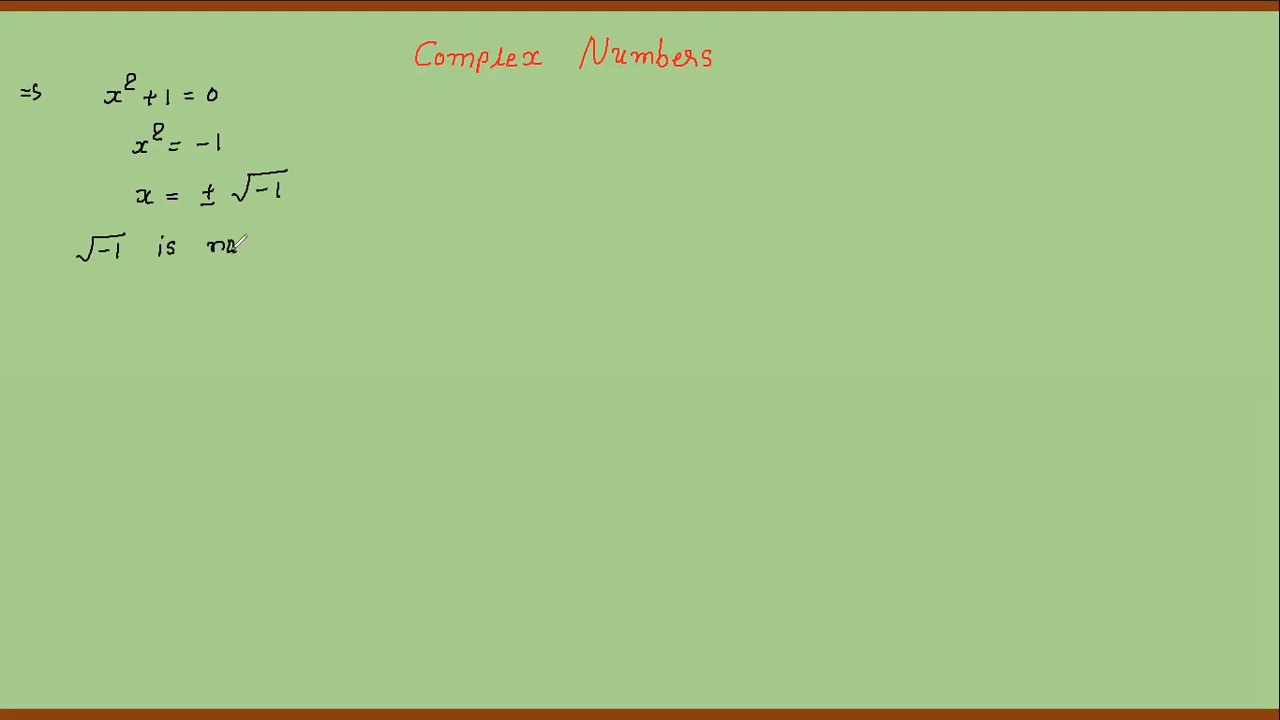 Complex Numbers
⇒ x² + 1 = 0
x² = -1
x = ± √-1
√-1 is